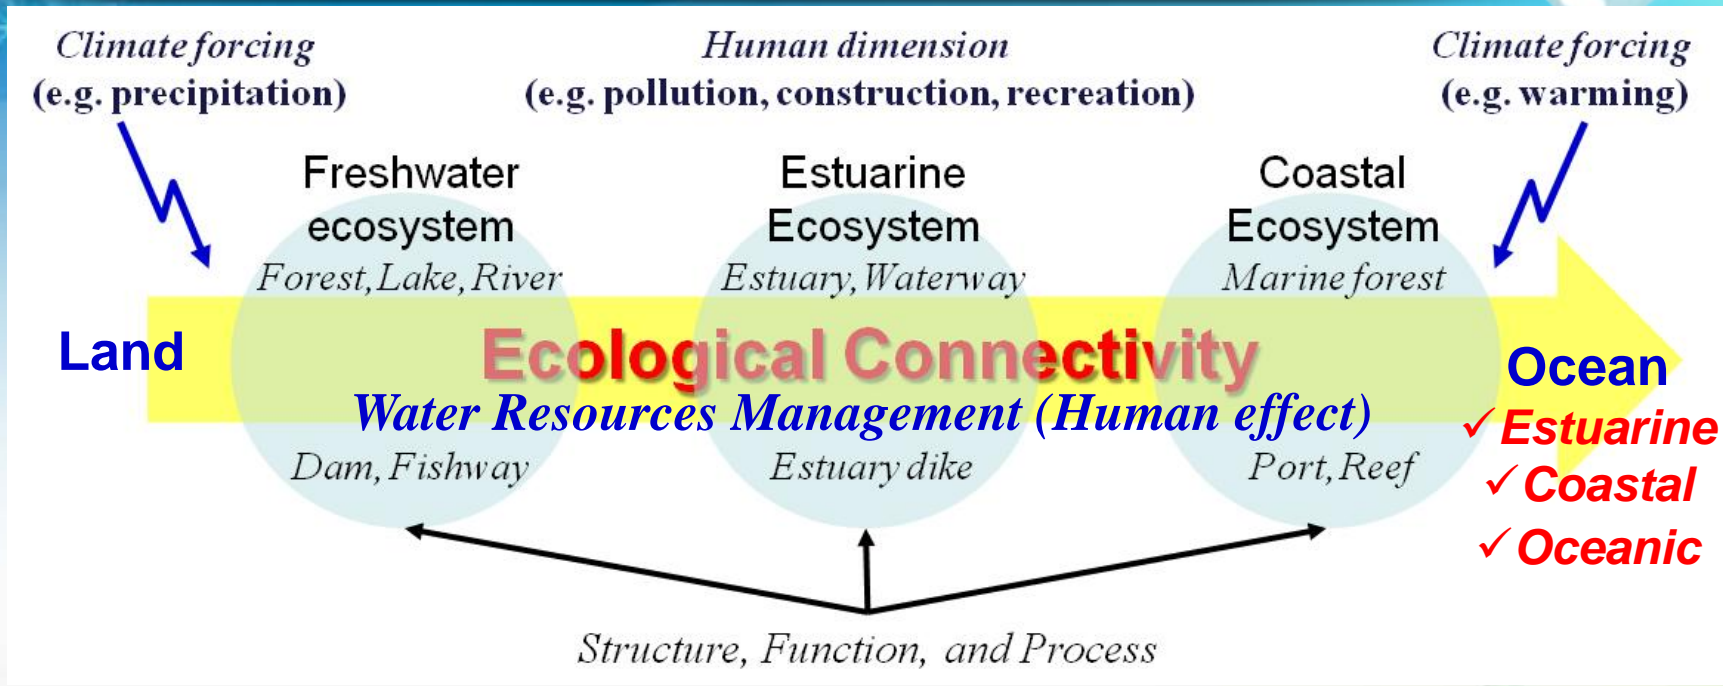 Climate forcing
(e.g. precipitation)
Human dimension
(e.g. pollution, construction, recreation)
Climate forcing
(e.g. warming)
Freshwater
ecosystem
Forest, Lake, River
Estuarine
Ecosystem
Estuary, Waterway
Coastal
Ecosystem
Marine forest
Land
Ecological Connectivity
Ocean
Water Resources Management (Human effect)
✓Estuarine
✓Coastal
✓Oceanic
Dam, Fishway
Estuary dike
Port, Reef
Structure, Function, and Process